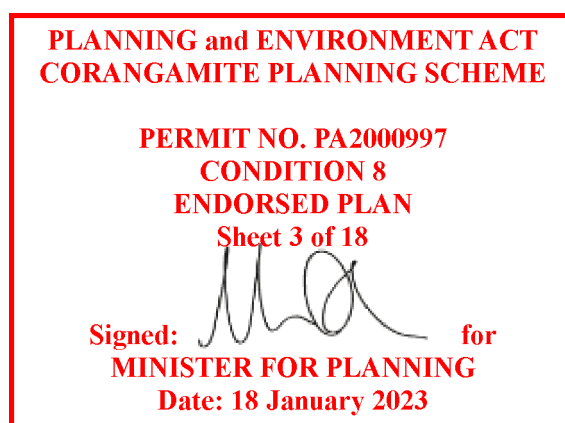 PLANNING and ENVIRONMENT ACT
CORANGAMITE PLANNING SCHEME
PERMIT NO. PA2000997
CONDITION 8
ENDORSED PLAN
Sheet 3 of 18
Signed: for
MINISTER FOR PLANNING
Date: 18 January 2023